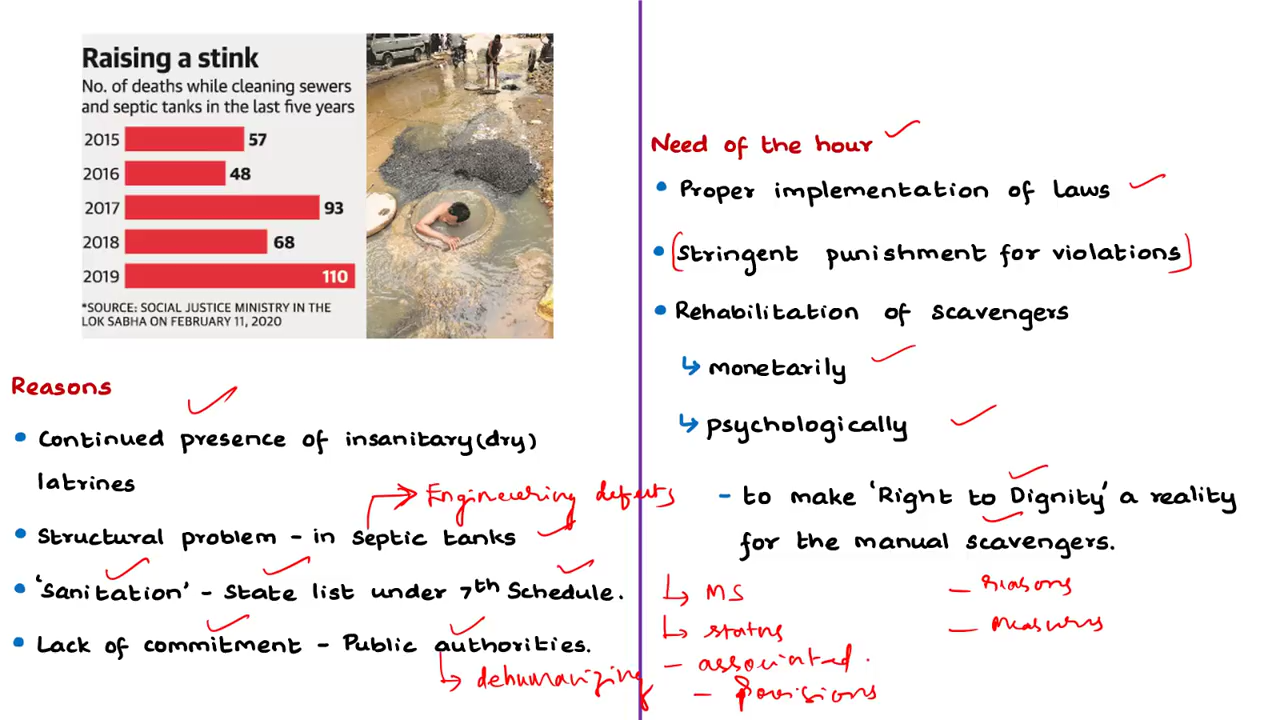 Raising a stink
No. of deaths while cleaning sewers
and septic tanks in the last five years
2015 57
2016 48
2017 93
2018 68
2019 110
*SOURCE: SOCIAL JUSTICE MINISTRY IN THE
LOK SABHA ON FEBRUARY 11, 2020
Reasons
• Continued presence of insanitary(dry)
latrines
Engineering defects
• Structural problem - in septic tanks
• 'Sanitation' - State list under 7th Schedule.
• Lack of commitment - Public authorities.
dehumanizing
Need of the hour
• Proper implementation of laws
• [Stringent punishment for violations]
• Rehabilitation of scavengers
↳ monetarily
↳ psychologically
- to make 'Right to Dignity' a reality
for the manual scavengers.
↳ MS
↳ status
- associated.
- Provisions
- reasons
- measures